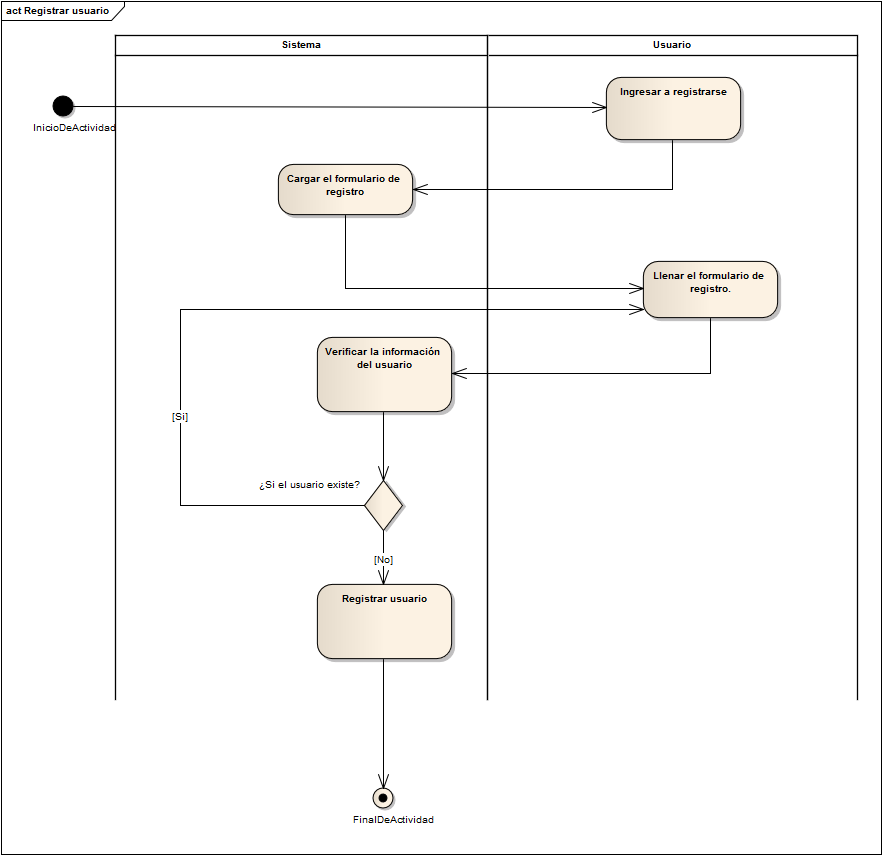 act Registrar usuario
Sistema
Usuario
InicioDeActividad
Ingresar a registrarse
Cargar el formulario de
registro
Llenar el formulario de
registro.
Verificar la información
del usuario
[Si]
¿Si el usuario existe?
[No]
Registrar usuario
FinalDeActividad